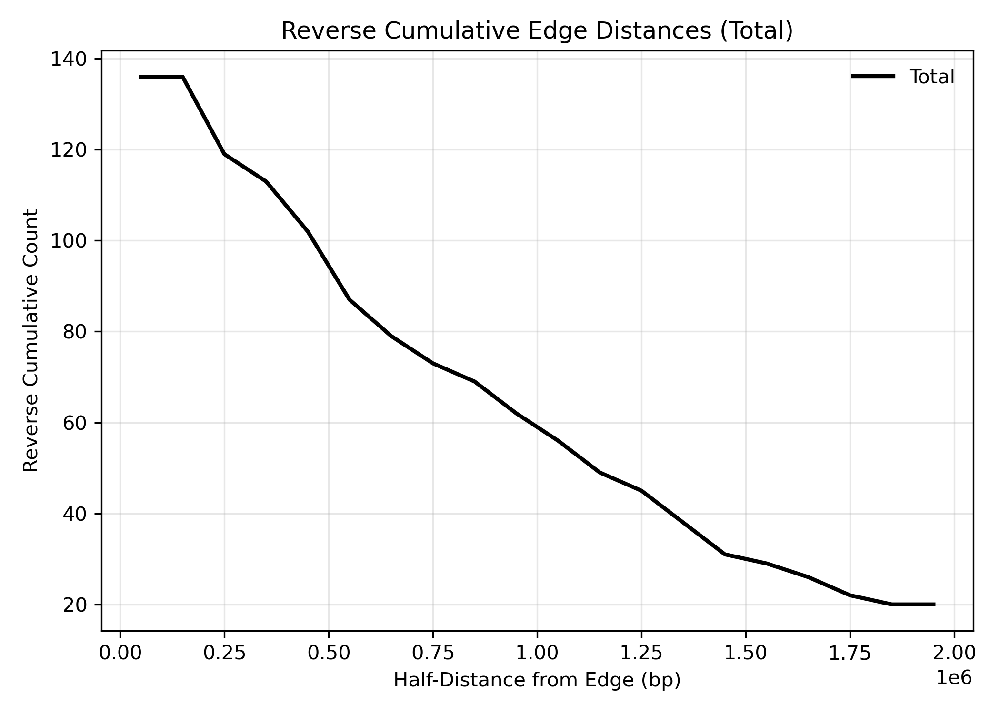 Reverse Cumulative Edge Distances (Total)
Total
Reverse Cumulative Count
140
120
100
80
60
40
20
0.00 0.25 0.50 0.75 1.00 1.25 1.50 1.75 2.00
1e6
Half-Distance from Edge (bp)